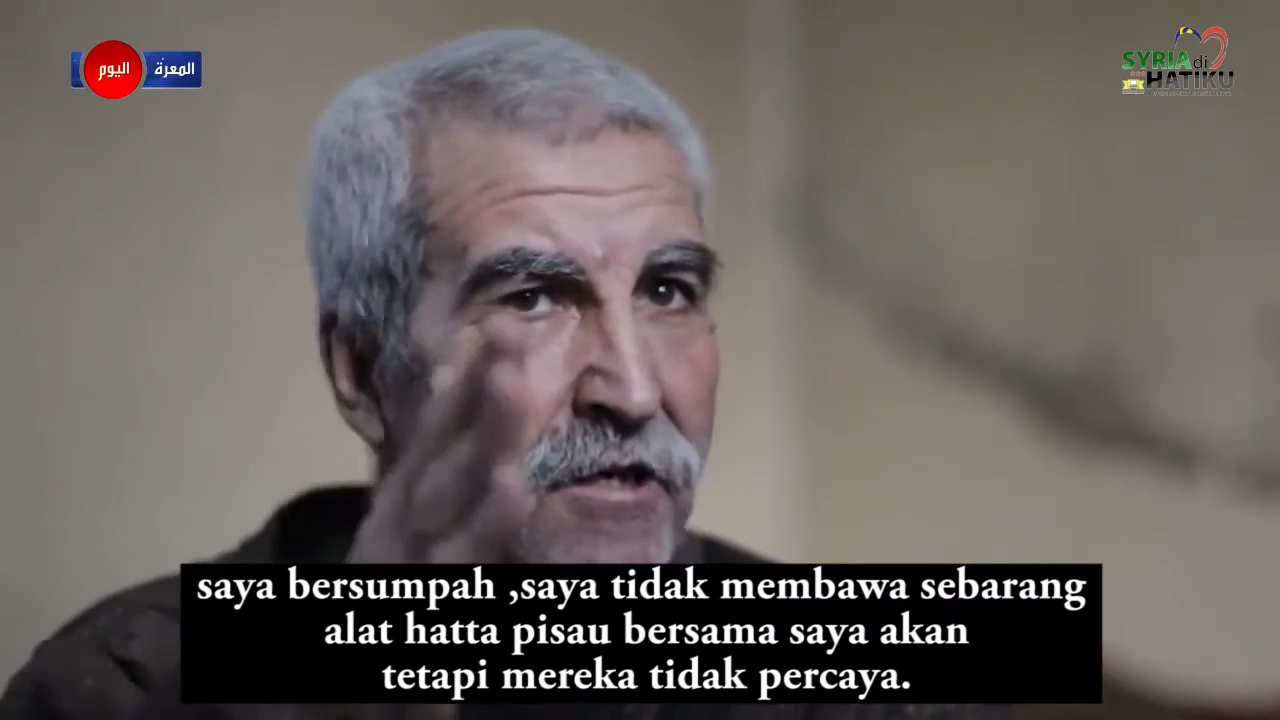 اليوم المعرّة
SYRIA di
HATIKU
saya bersumpah ,saya tidak membawa sebarang
alat hatta pisau bersama saya akan
tetapi mereka tidak percaya.